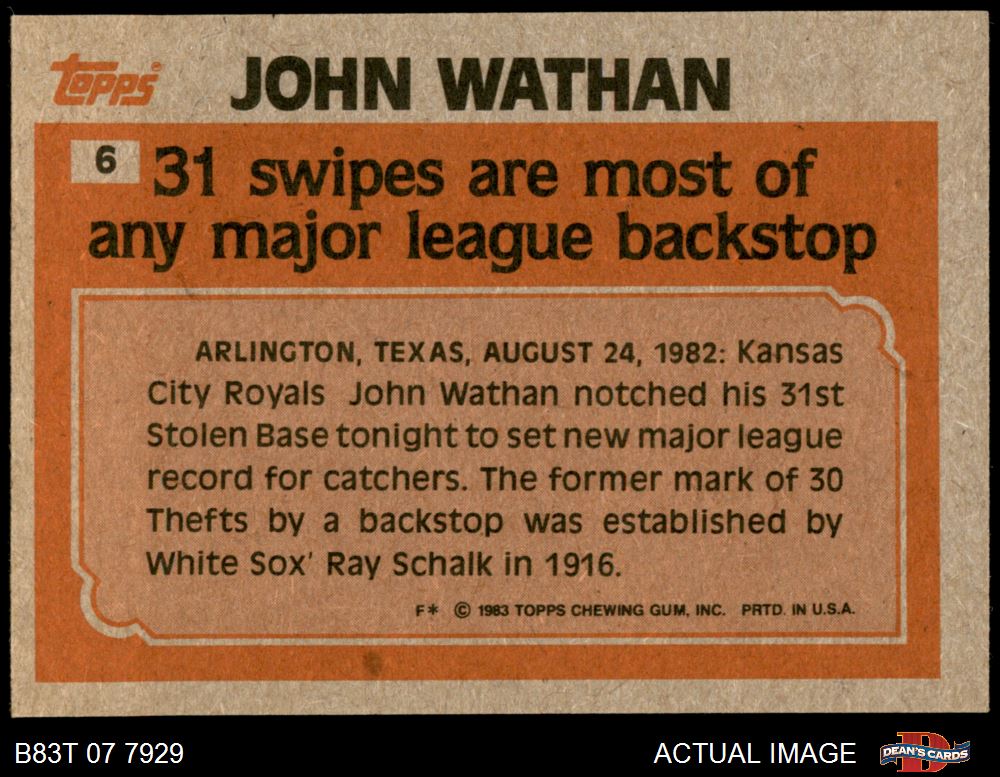 Topps
JOHN WATHAN
6
31 swipes are most of
any major league backstop
ARLINGTON, TEXAS, AUGUST 24, 1982: Kansas
City Royals John Wathan notched his 31st
Stolen Base tonight to set new major league
record for catchers. The former mark of 30
Thefts by a backstop was established by
White Sox' Ray Schalk in 1916.
F* © 1983 TOPPS CHEWING GUM, INC. PRTD. IN U.S.A.
B83T 07 7929
ACTUAL IMAGE
DEAN'S CARDS